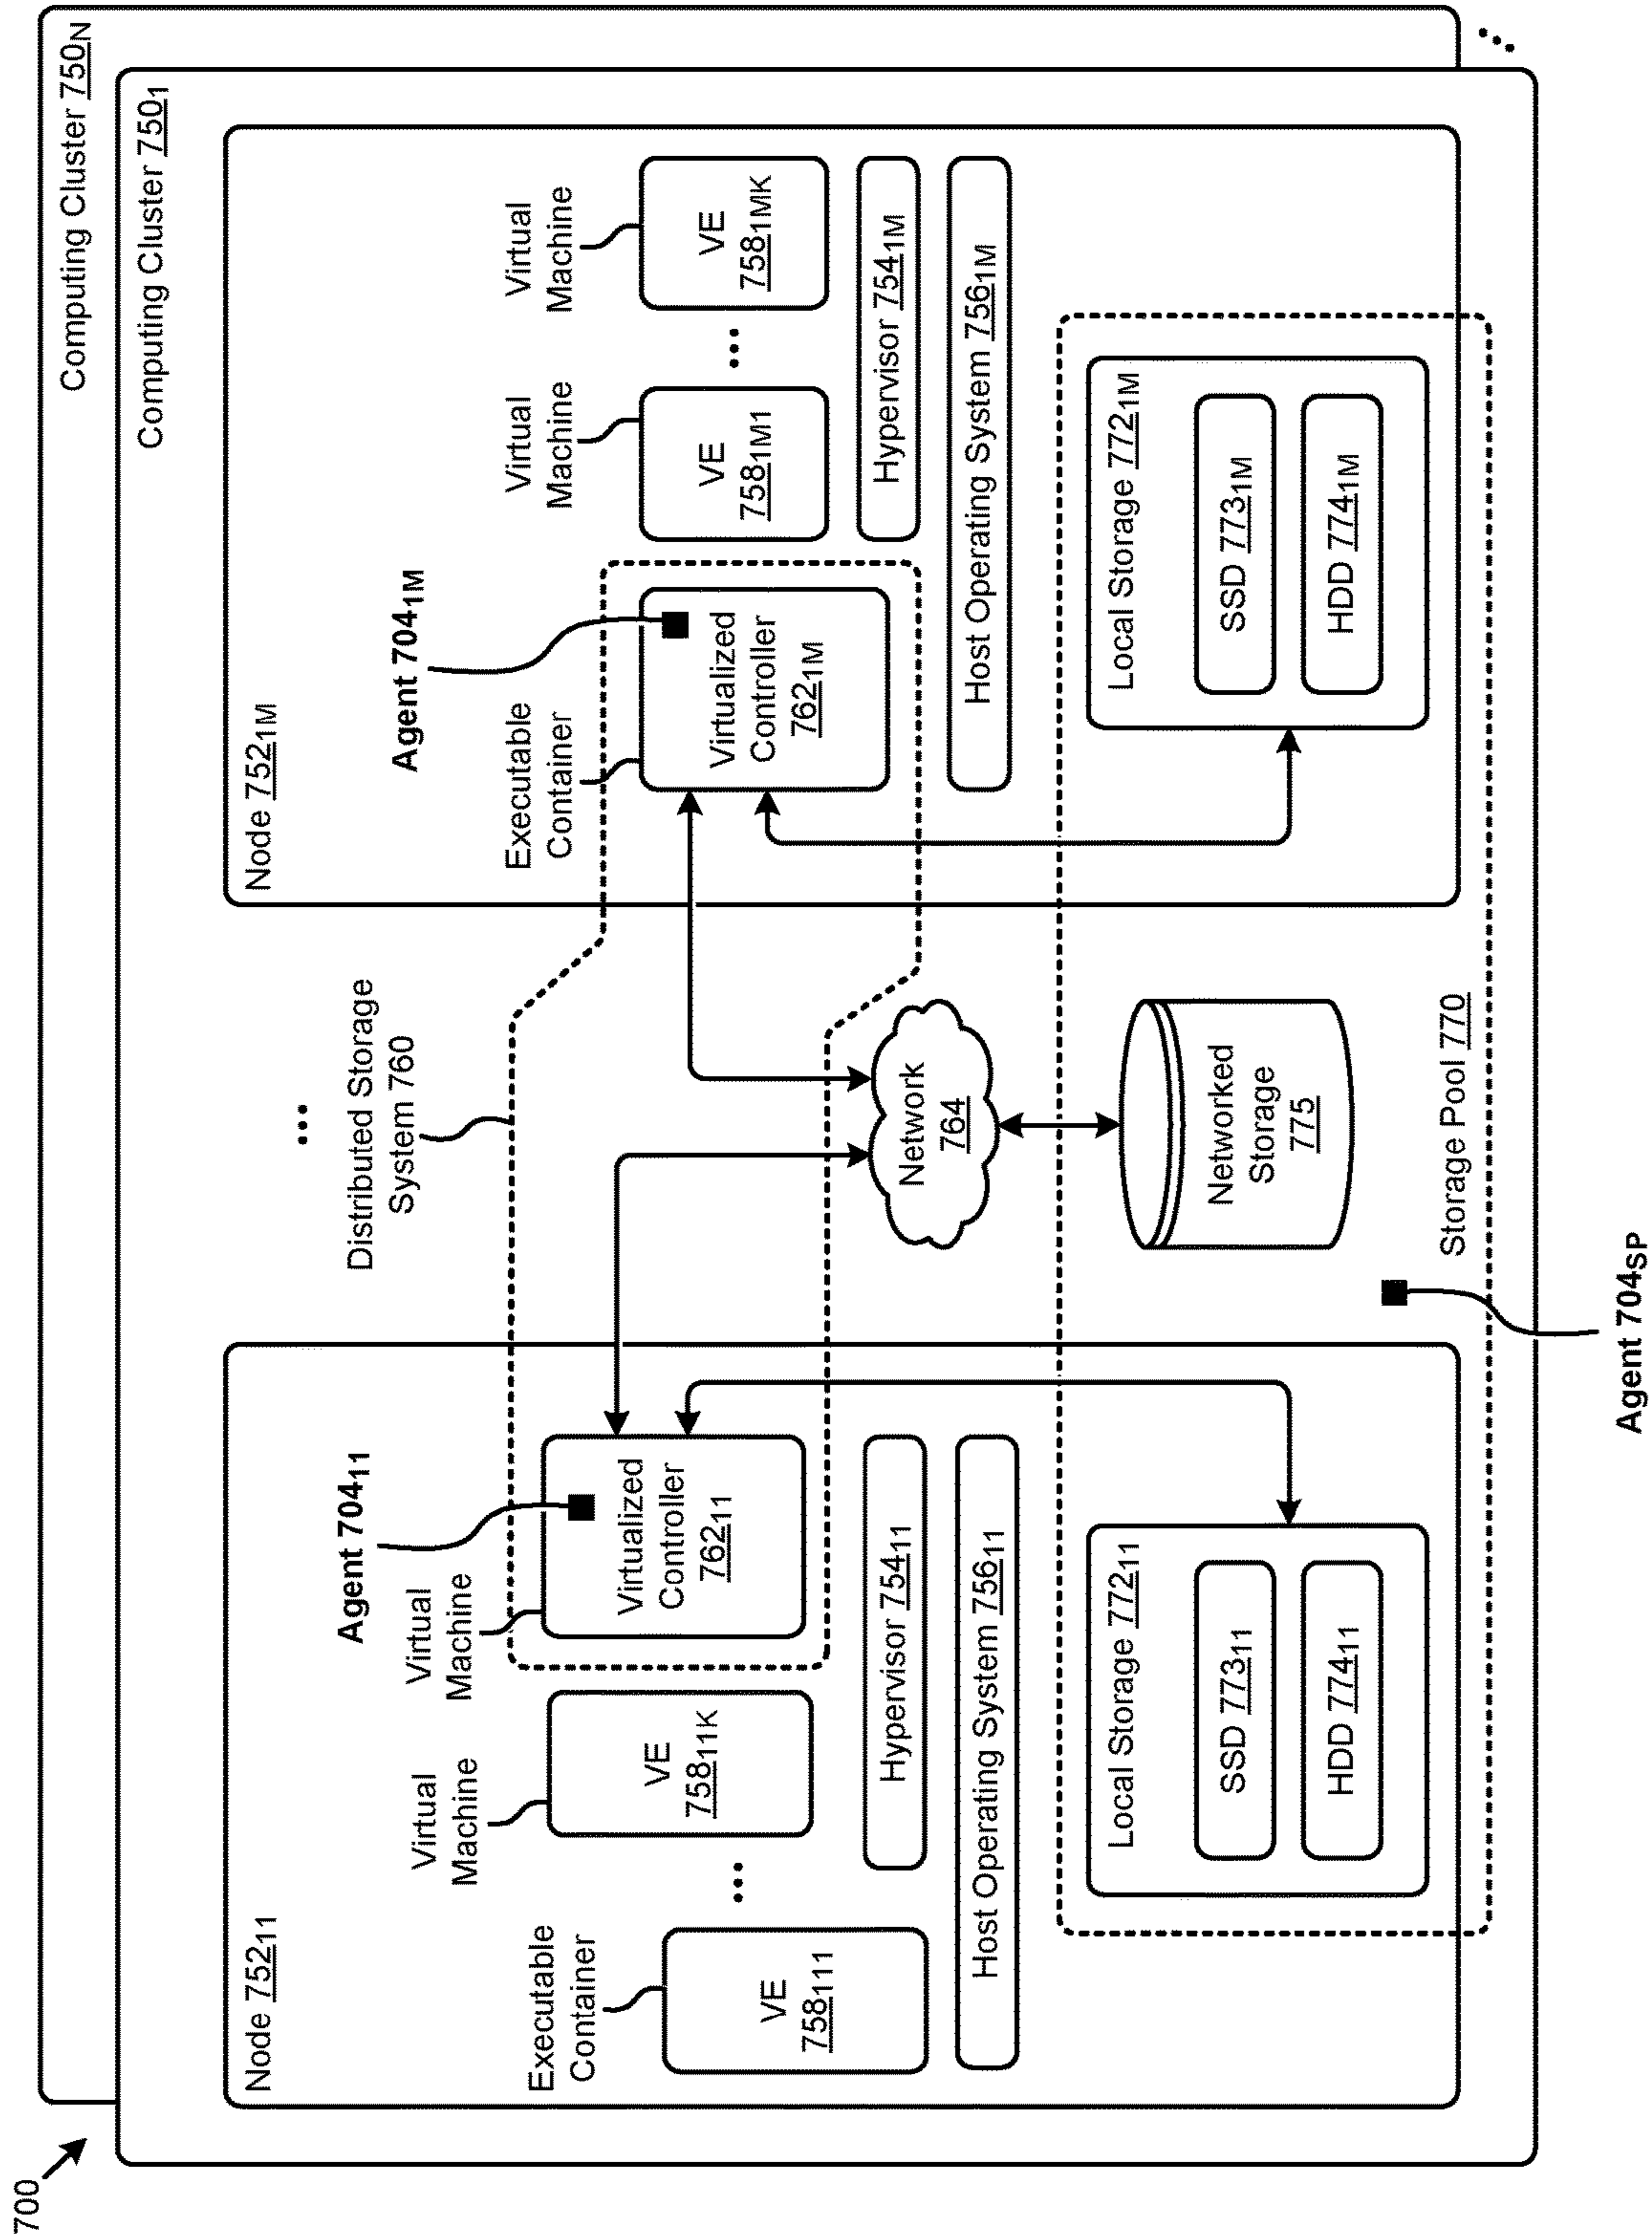 700
Computing Cluster 750N
Computing Cluster 7501
Node 75211
Agent 70411
Virtual
Machine
Virtual
Machine
Executable
Container
VE
758111
...
VE
75811K
Virtualized
Controller
76211
Hypervisor 75411
Host Operating System 75611
Local Storage 77211
SSD 77311
HDD 77411
...
Distributed Storage
System 760
Network
764
Networked
Storage
775
Storage Pool 770
Agent 704SP
Node 7521M
Agent 7041M
Executable
Container
Virtual
Machine
Virtual
Machine
Virtualized
Controller
7621M
VE
7581M1
...
VE
7581MK
Hypervisor 7541M
Host Operating System 7561M
Local Storage 7721M
SSD 7731M
HDD 7741M
...